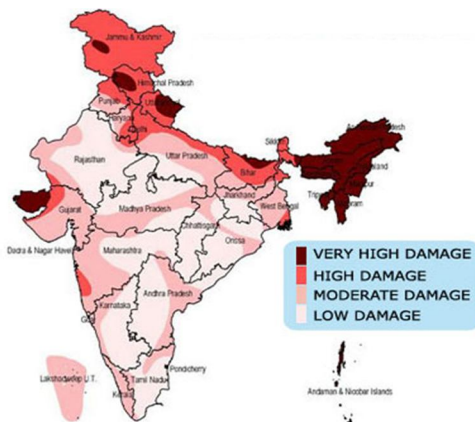 Jammu & Kashmir
Himachal Pradesh
Punjab
Delhi
Rajasthan
Uttar Pradesh
Bihar
Gujarat
Madhya Pradesh
Jharkhand
West Bengal
Chhattisgarh
Orissa
Dadra & Nagar Haveli
Maharashtra
VERY HIGH DAMAGE
HIGH DAMAGE
MODERATE DAMAGE
LOW DAMAGE
Andhra Pradesh
Karnataka
Pondicherry
Lakshadweep U.T.
Tamil Nadu
Kerala
Andaman & Nicobar Islands